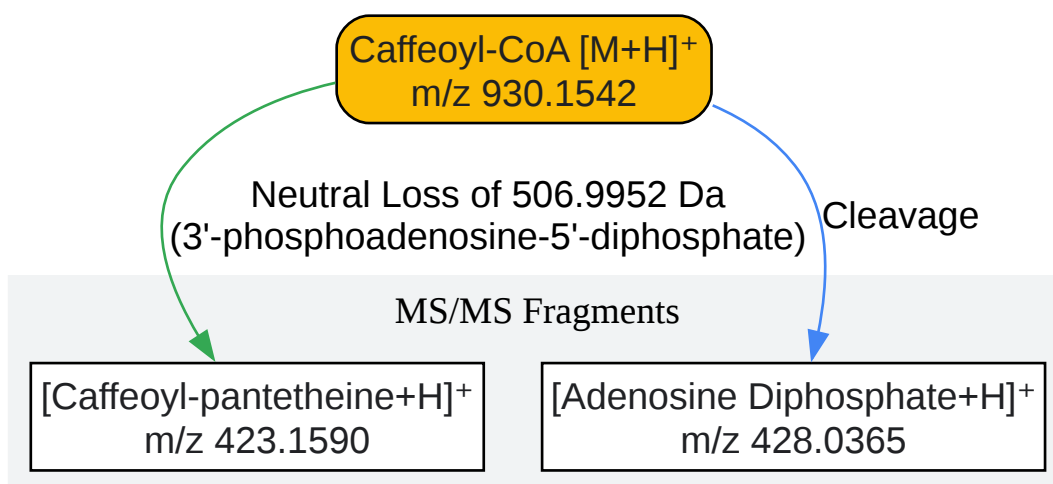 Caffeoyl-CoA [M+H]⁺
m/z 930.1542
Neutral Loss of 506.9952 Da
(3'-phosphoadenosine-5'-diphosphate)
Cleavage
MS/MS Fragments
[Caffeoyl-pantetheine+H]⁺
m/z 423.1590
[Adenosine Diphosphate+H]⁺
m/z 428.0365